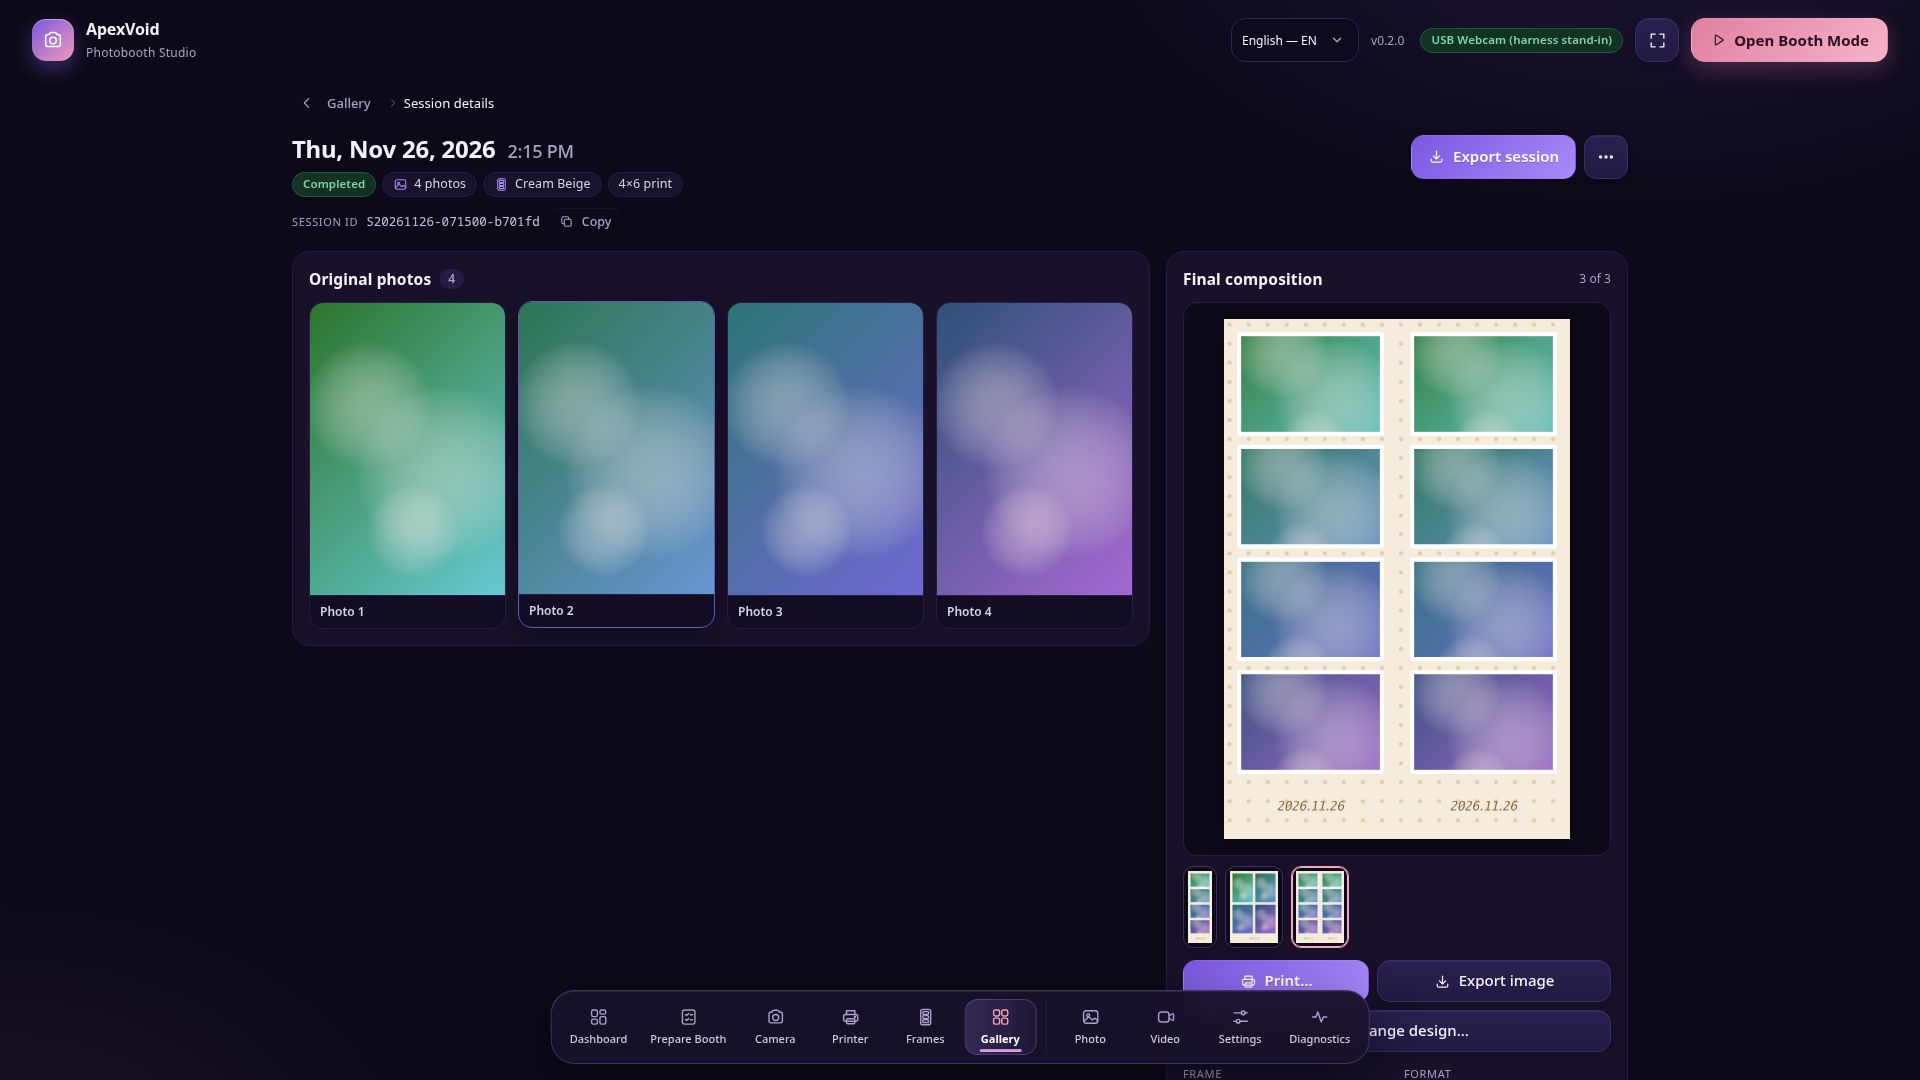 ApexVoid
Photobooth Studio
English — EN
v0.2.0
USB Webcam (harness stand-in)
Open Booth Mode
Gallery
Session details
Thu, Nov 26, 2026 2:15 PM
Export session
Completed
4 photos
Cream Beige
4×6 print
SESSION ID S20261126-071500-b701fd
Copy
Original photos 4
Photo 1
Photo 2
Photo 3
Photo 4
Final composition
3 of 3
2026.11.26
2026.11.26
Print...
Export image
ange design...
FRAME
FORMAT
Dashboard
Prepare Booth
Camera
Printer
Frames
Gallery
Photo
Video
Settings
Diagnostics